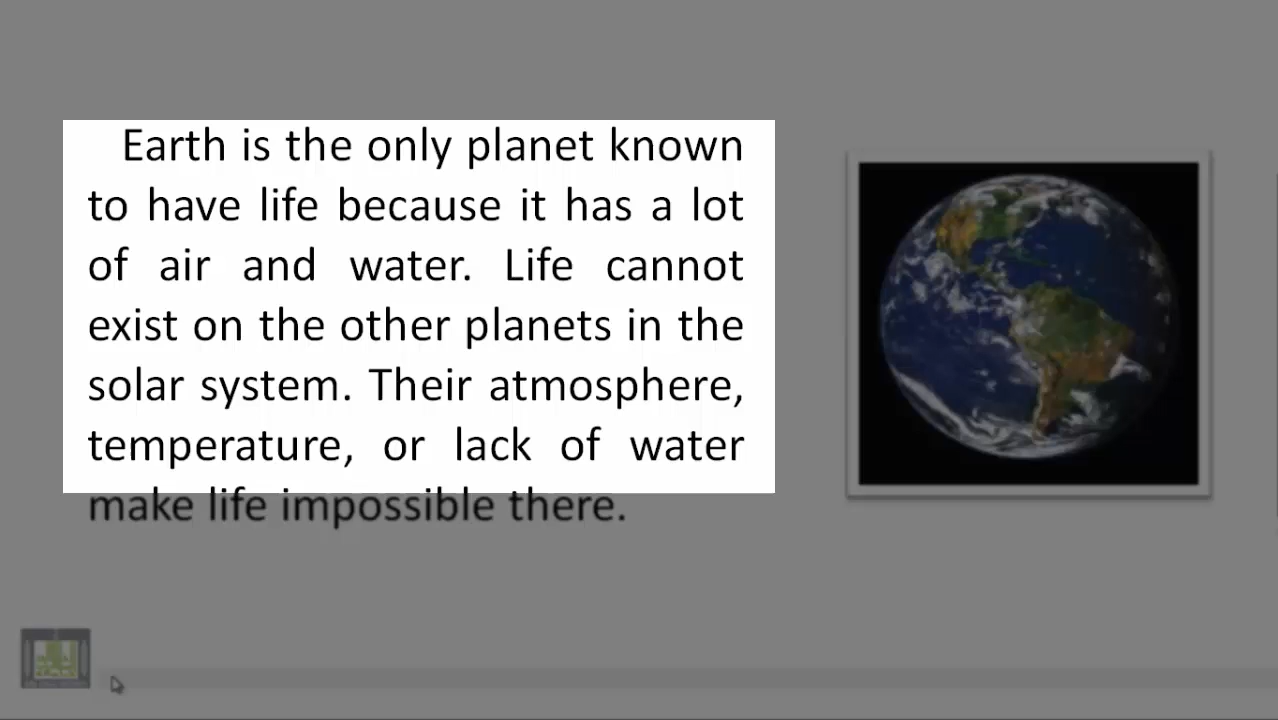 Earth is the only planet known
to have life because it has a lot
of air and water. Life cannot
exist on the other planets in the
solar system. Their atmosphere,
temperature, or lack of water
make life impossible there.